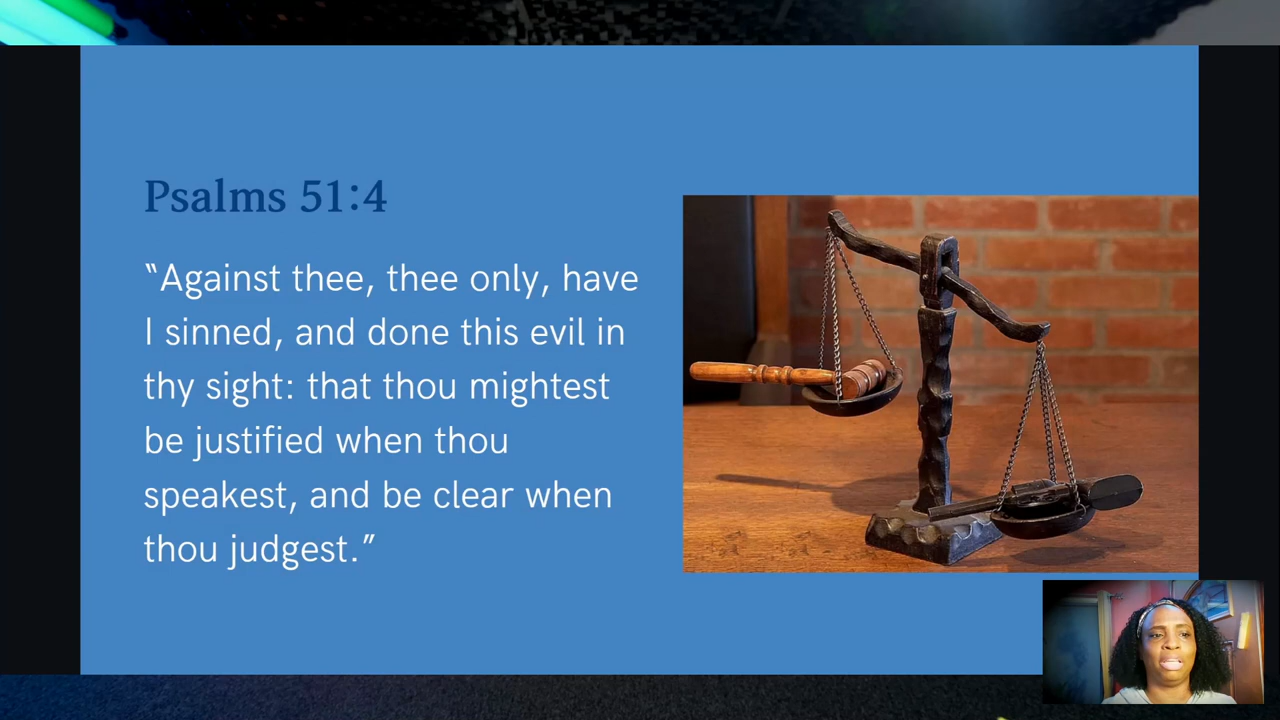 Psalms 51:4
“Against thee, thee only, have
I sinned, and done this evil in
thy sight: that thou mightest
be justified when thou
speakest, and be clear when
thou judgest.”